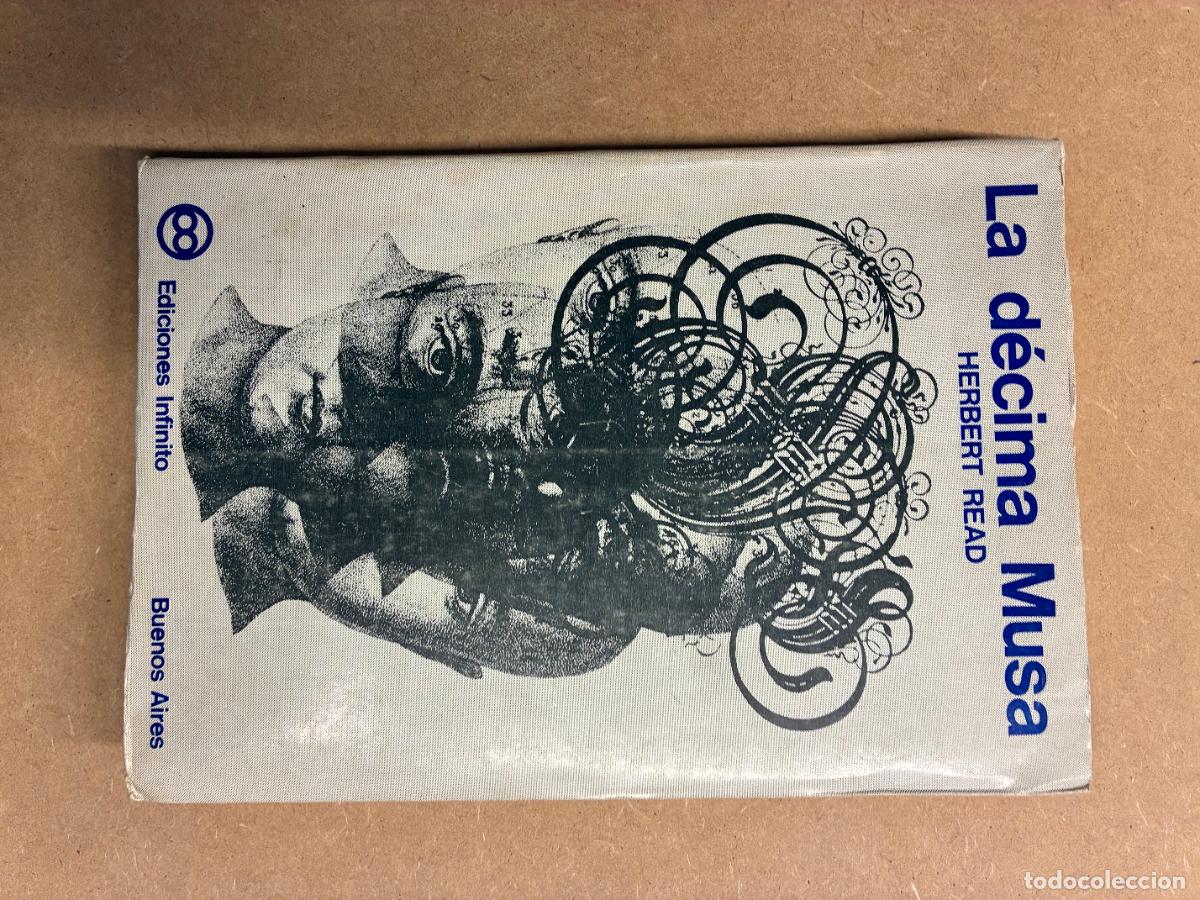 La décima Musa
HERBERT READ
Ediciones Infinito
Buenos Aires
todocoleccion